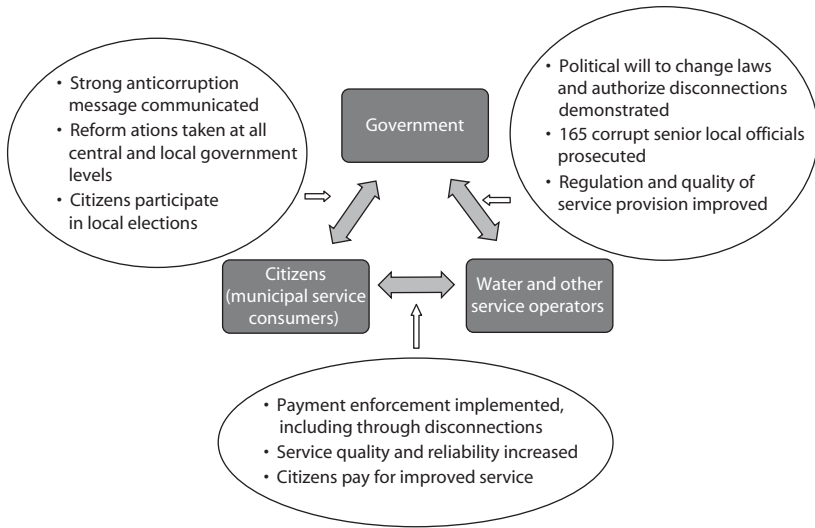 • Strong anticorruption
message communicated
• Reform ations taken at all
central and local government
levels
• Citizens participate
in local elections
Government
• Political will to change laws
and authorize disconnections
demonstrated
• 165 corrupt senior local officials
prosecuted
• Regulation and quality of
service provision improved
Citizens
(municipal service
consumers)
Water and other
service operators
• Payment enforcement implemented,
including through disconnections
• Service quality and reliability increased
• Citizens pay for improved service